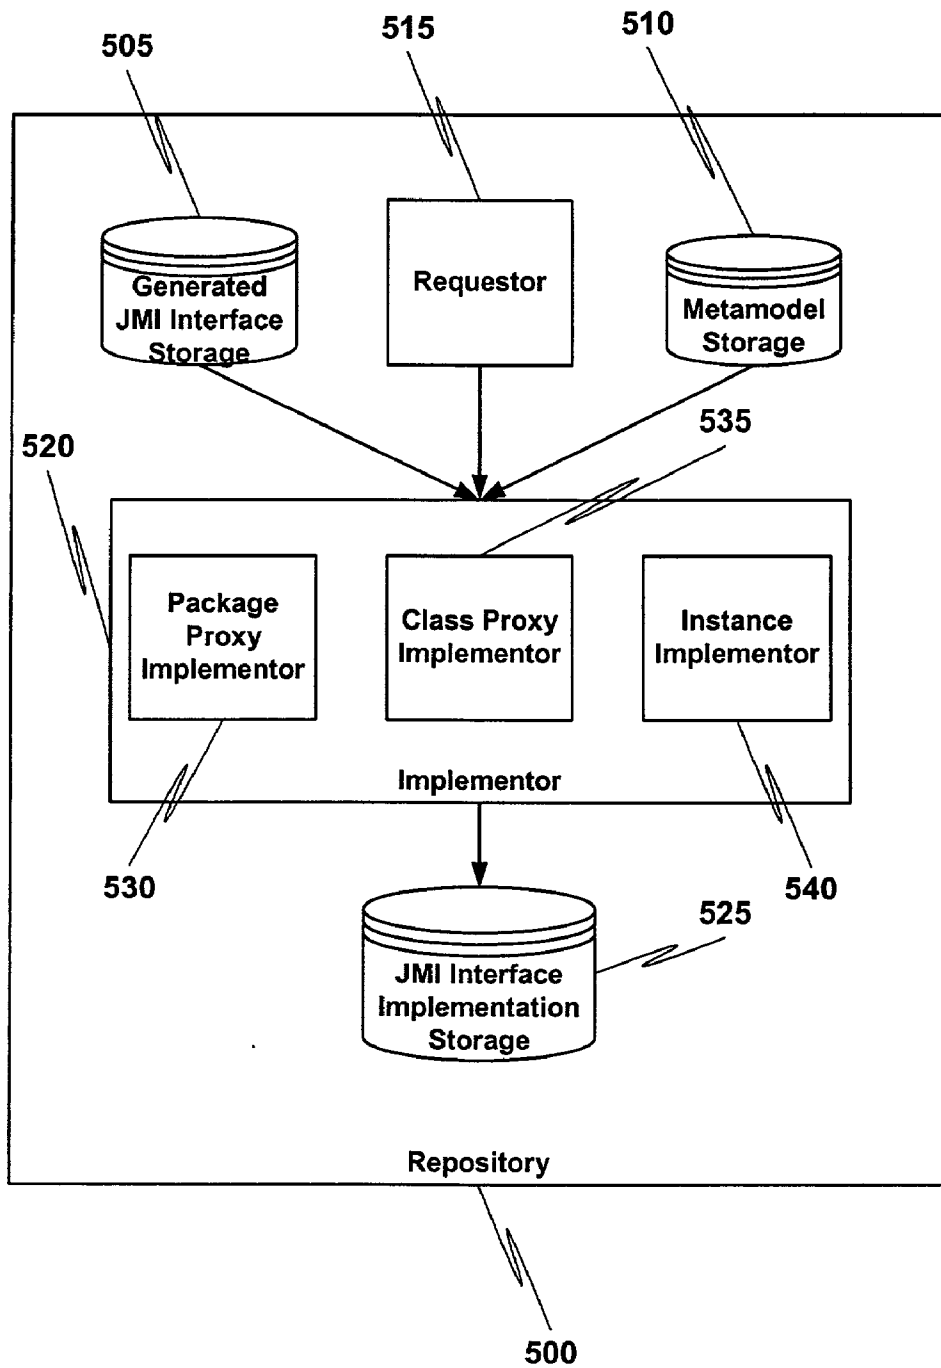 505
515
510
Generated
JMI Interface
Storage
Requestor
Metamodel
Storage
520
535
Package
Proxy
Implementor
Class Proxy
Implementor
Instance
Implementor
Implementor
530
540
525
JMI Interface
Implementation
Storage
Repository
500